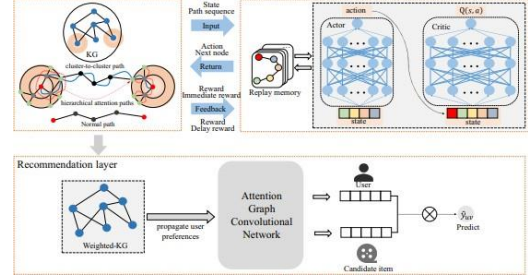 KG
cluster-to-cluster path
hierarchical attention paths
Normal path
State
Path sequence
Input
Action
Next node
Return
Reward
Immediate reward
Feedback
Reward
Delay reward
Replay memory
action
Q(s, a)
Actor
Critic
state
state
Recommendation layer
Weighted-KG
propagate user
preferences
Attention
Graph
Convolutional
Network
User
Candidate item
ŷuv
Predict